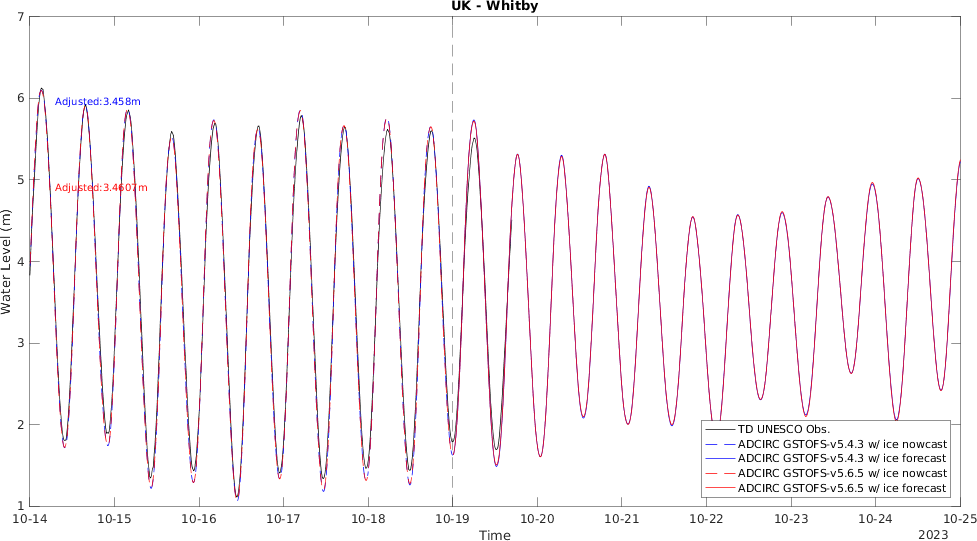 UK - Whitby
7
6
5
4
3
2
1
Water Level (m)
Adjusted:3.458m
Adjusted:3.4607m
TD UNESCO Obs.
ADCIRC GSTOFS-v5.4.3 w/ ice nowcast
ADCIRC GSTOFS-v5.4.3 w/ ice forecast
ADCIRC GSTOFS-v5.6.5 w/ ice nowcast
ADCIRC GSTOFS-v5.6.5 w/ ice forecast
10-14 10-15 10-16 10-17 10-18 10-19 10-20 10-21 10-22 10-23 10-24 10-25
Time
2023